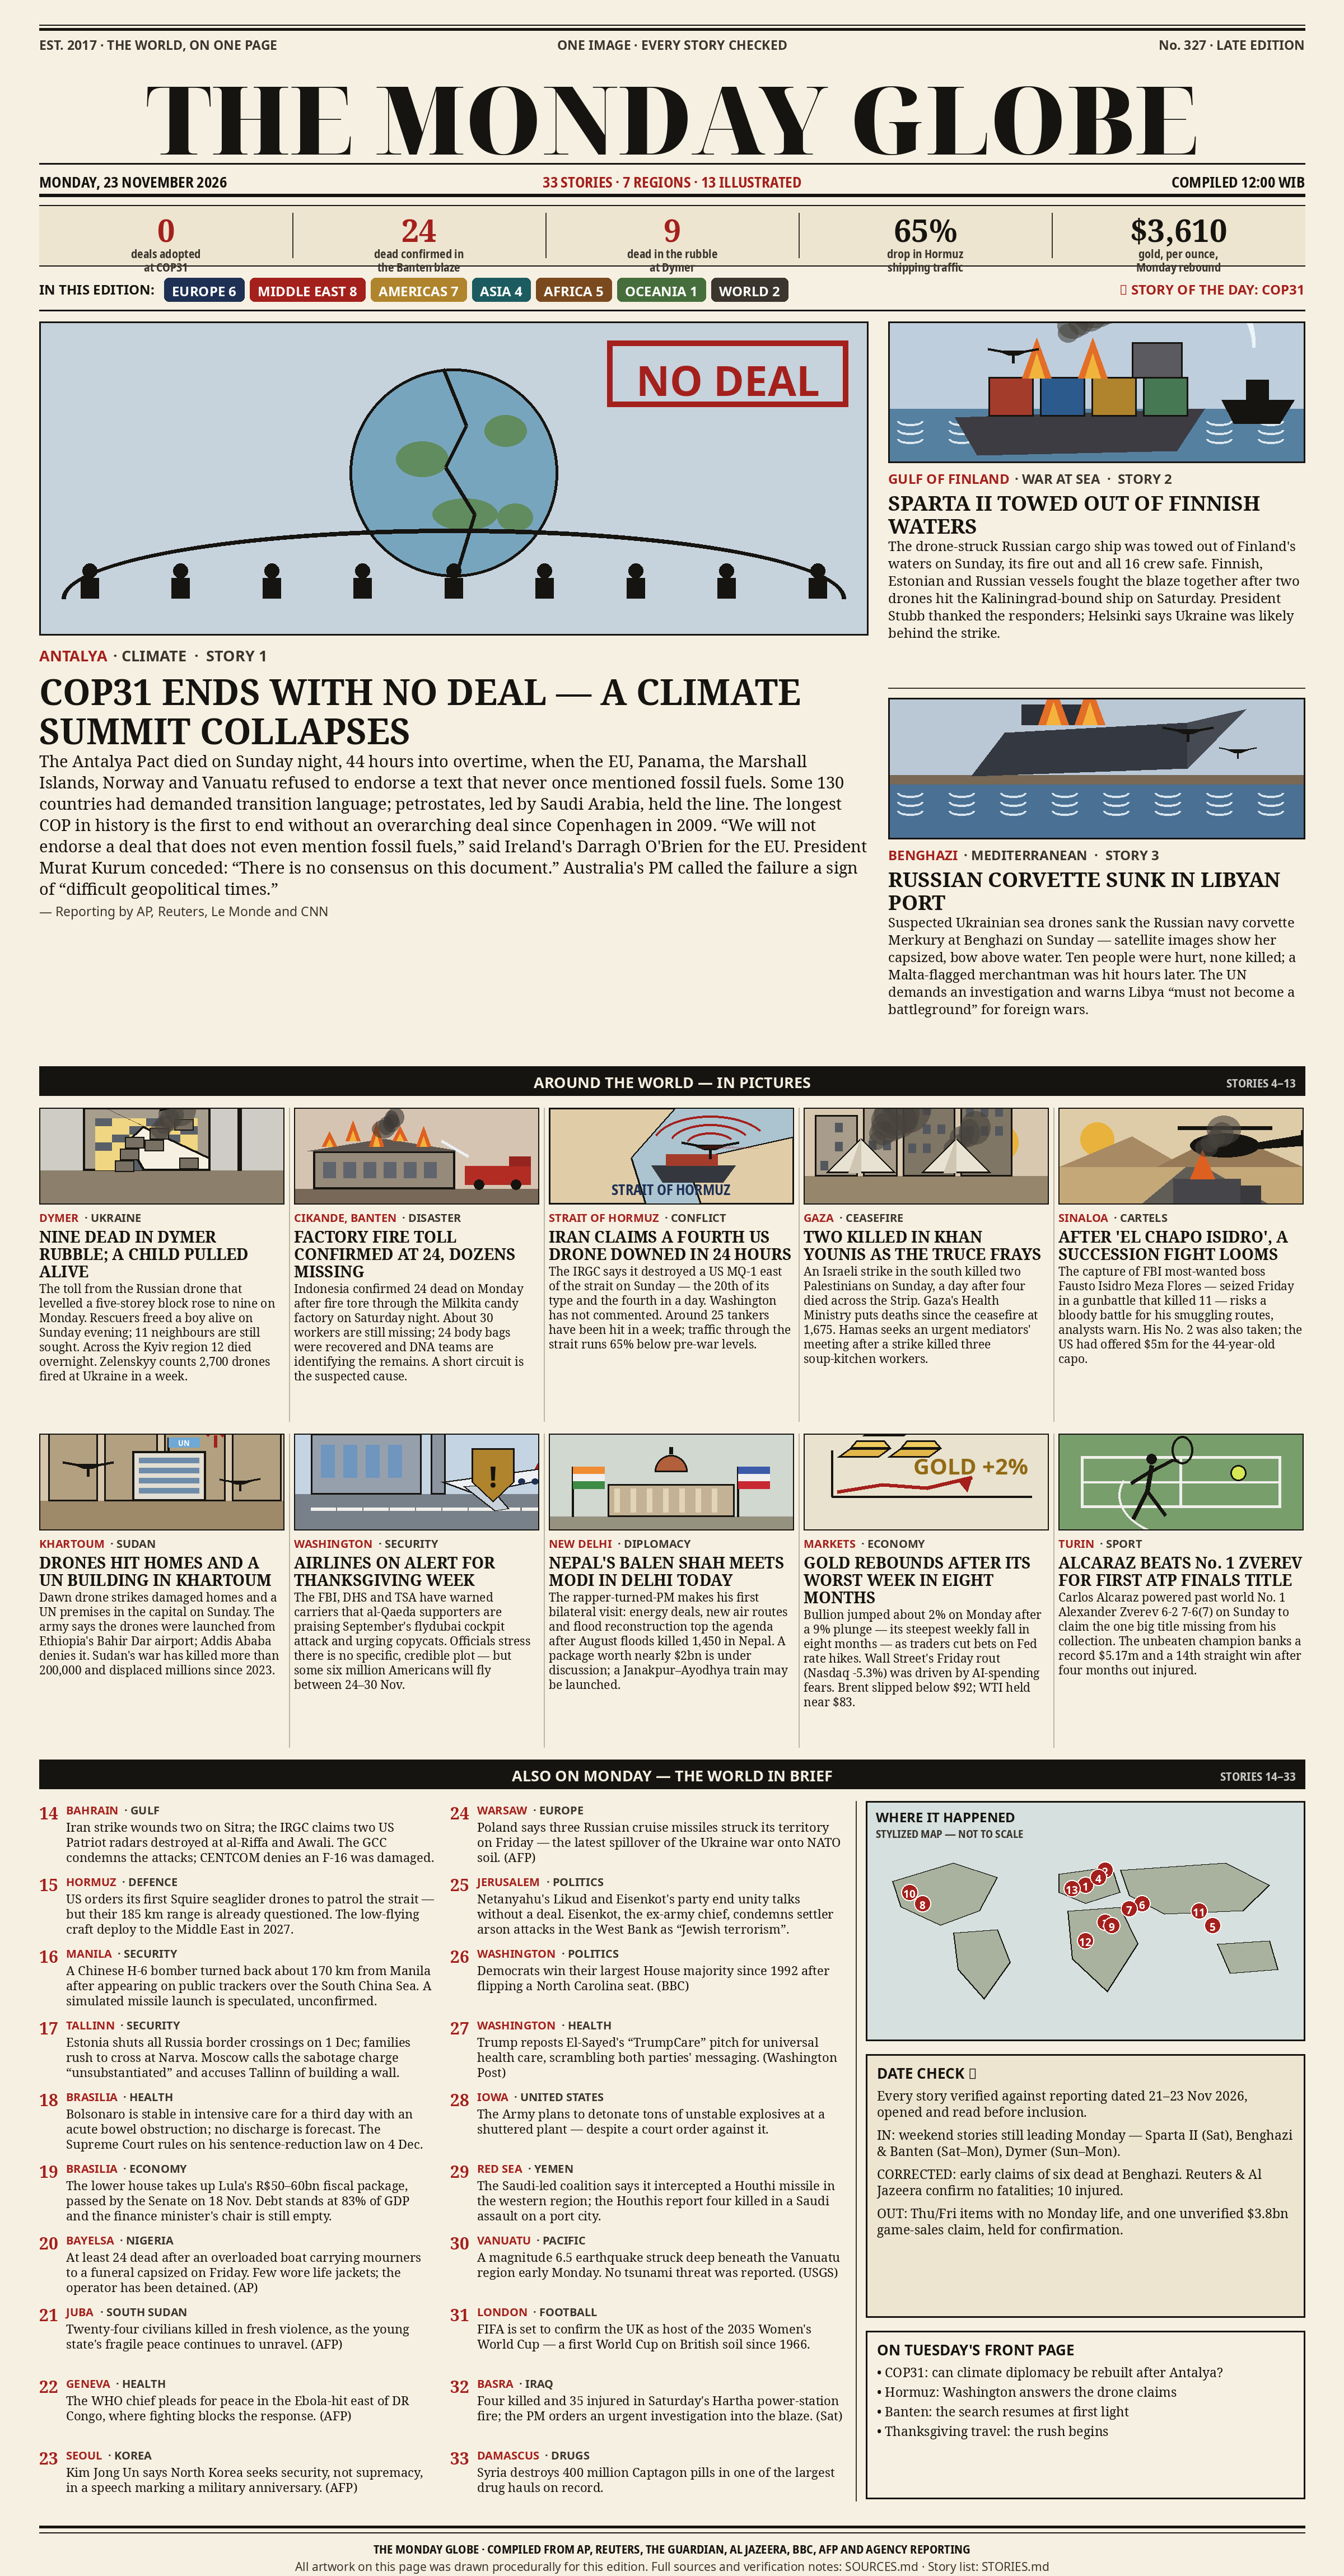 EST. 2017 · THE WORLD, ON ONE PAGE
ONE IMAGE · EVERY STORY CHECKED
No. 327 · LATE EDITION
THE MONDAY GLOBE
MONDAY, 23 NOVEMBER 2026
33 STORIES · 7 REGIONS · 13 ILLUSTRATED
COMPILED 12:00 WIB
0
deals adopted
at COP31
24
dead confirmed in
the Banten blaze
9
dead in the rubble
at Dymer
65%
drop in Hormuz
shipping traffic
$3,610
gold, per ounce,
Monday rebound
IN THIS EDITION:
EUROPE 6
MIDDLE EAST 8
AMERICAS 7
ASIA 4
AFRICA 5
OCEANIA 1
WORLD 2
STORY OF THE DAY: COP31
NO DEAL
ANTALYA · CLIMATE · STORY 1
COP31 ENDS WITH NO DEAL — A CLIMATE
SUMMIT COLLAPSES
The Antalya Pact died on Sunday night, 44 hours into overtime, when the EU, Panama, the Marshall
Islands, Norway and Vanuatu refused to endorse a text that never once mentioned fossil fuels. Some 130
countries had demanded transition language; petrostates, led by Saudi Arabia, held the line. The longest
COP in history is the first to end without an overarching deal since Copenhagen in 2009. “We will not
endorse a deal that does not even mention fossil fuels,” said Ireland's Darragh O'Brien for the EU. President
Murat Kurum conceded: “There is no consensus on this document.” Australia's PM called the failure a sign
of “difficult geopolitical times.”
— Reporting by AP, Reuters, Le Monde and CNN
GULF OF FINLAND · WAR AT SEA · STORY 2
SPARTA II TOWED OUT OF FINNISH
WATERS
The drone-struck Russian cargo ship was towed out of Finland's
waters on Sunday, its fire out and all 16 crew safe. Finnish,
Estonian and Russian vessels fought the blaze together after two
drones hit the Kaliningrad-bound ship on Saturday. President
Stubb thanked the responders; Helsinki says Ukraine was likely
behind the strike.
BENGHAZI · MEDITERRANEAN · STORY 3
RUSSIAN CORVETTE SUNK IN LIBYAN
PORT
Suspected Ukrainian sea drones sank the Russian navy corvette
Merkury at Benghazi on Sunday — satellite images show her
capsized, bow above water. Ten people were hurt, none killed; a
Malta-flagged merchantman was hit hours later. The UN
demands an investigation and warns Libya “must not become a
battleground” for foreign wars.
AROUND THE WORLD — IN PICTURES
STORIES 4–13
DYMER · UKRAINE
NINE DEAD IN DYMER
RUBBLE; A CHILD PULLED
ALIVE
The toll from the Russian drone that
levelled a five-storey block rose to nine on
Monday. Rescuers freed a boy alive on
Sunday evening; 11 neighbours are still
sought. Across the Kyiv region 12 died
overnight. Zelenskyy counts 2,700 drones
fired at Ukraine in a week.
CIKANDE, BANTEN · DISASTER
FACTORY FIRE TOLL
CONFIRMED AT 24, DOZENS
MISSING
Indonesia confirmed 24 dead on Monday
after fire tore through the Milkita candy
factory on Saturday night. About 30
workers are still missing; 24 body bags
were recovered and DNA teams are
identifying the remains. A short circuit is
the suspected cause.
STRAIT OF HORMUZ
STRAIT OF HORMUZ · CONFLICT
IRAN CLAIMS A FOURTH US
DRONE DOWNED IN 24 HOURS
The IRGC says it destroyed a US MQ-1 east
of the strait on Sunday — the 20th of its
type and the fourth in a day. Washington
has not commented. Around 25 tankers
have been hit in a week; traffic through the
strait runs 65% below pre-war levels.
GAZA · CEASEFIRE
TWO KILLED IN KHAN
YOUNIS AS THE TRUCE FRAYS
An Israeli strike in the south killed two
Palestinians on Sunday, a day after four
died across the Strip. Gaza's Health
Ministry puts deaths since the ceasefire at
1,675. Hamas seeks an urgent mediators'
meeting after a strike killed three
soup-kitchen workers.
SINALOA · CARTELS
AFTER 'EL CHAPO ISIDRO', A
SUCCESSION FIGHT LOOMS
The capture of FBI most-wanted boss
Fausto Isidro Meza Flores — seized Friday
in a gunbattle that killed 11 — risks a
bloody battle for his smuggling routes,
analysts warn. His No. 2 was also taken; the
US had offered $5m for the 44-year-old
capo.
UN
KHARTOUM · SUDAN
DRONES HIT HOMES AND A
UN BUILDING IN KHARTOUM
Dawn drone strikes damaged homes and a
UN premises in the capital on Sunday. The
army says the drones were launched from
Ethiopia's Bahir Dar airport; Addis Ababa
denies it. Sudan's war has killed more than
200,000 and displaced millions since 2023.
!
WASHINGTON · SECURITY
AIRLINES ON ALERT FOR
THANKSGIVING WEEK
The FBI, DHS and TSA have warned
carriers that al-Qaeda supporters are
praising September's flydubai cockpit
attack and urging copycats. Officials stress
there is no specific, credible plot — but
some six million Americans will fly
between 24–30 Nov.
NEW DELHI · DIPLOMACY
NEPAL'S BALEN SHAH MEETS
MODI IN DELHI TODAY
The rapper-turned-PM makes his first
bilateral visit: energy deals, new air routes
and flood reconstruction top the agenda
after August floods killed 1,450 in Nepal. A
package worth nearly $2bn is under
discussion; a Janakpur–Ayodhya train may
be launched.
GOLD +2%
MARKETS · ECONOMY
GOLD REBOUNDS AFTER ITS
WORST WEEK IN EIGHT
MONTHS
Bullion jumped about 2% on Monday after
a 9% plunge — its steepest weekly fall in
eight months — as traders cut bets on Fed
rate hikes. Wall Street's Friday rout
(Nasdaq -5.3%) was driven by AI-spending
fears. Brent slipped below $92; WTI held
near $83.
TURIN · SPORT
ALCARAZ BEATS No. 1 ZVEREV
FOR FIRST ATP FINALS TITLE
Carlos Alcaraz powered past world No. 1
Alexander Zverev 6-2 7-6(7) on Sunday to
claim the one big title missing from his
collection. The unbeaten champion banks a
record $5.17m and a 14th straight win after
four months out injured.
ALSO ON MONDAY — THE WORLD IN BRIEF
STORIES 14–33
14 BAHRAIN · GULF
Iran strike wounds two on Sitra; the IRGC claims two US
Patriot radars destroyed at al-Riffa and Awali. The GCC
condemns the attacks; CENTCOM denies an F-16 was damaged.
15 HORMUZ · DEFENCE
US orders its first Squire seaglider drones to patrol the strait —
but their 185 km range is already questioned. The low-flying
craft deploy to the Middle East in 2027.
16 MANILA · SECURITY
A Chinese H-6 bomber turned back about 170 km from Manila
after appearing on public trackers over the South China Sea. A
simulated missile launch is speculated, unconfirmed.
17 TALLINN · SECURITY
Estonia shuts all Russia border crossings on 1 Dec; families
rush to cross at Narva. Moscow calls the sabotage charge
“unsubstantiated” and accuses Tallinn of building a wall.
18 BRASILIA · HEALTH
Bolsonaro is stable in intensive care for a third day with an
acute bowel obstruction; no discharge is forecast. The
Supreme Court rules on his sentence-reduction law on 4 Dec.
19 BRASILIA · ECONOMY
The lower house takes up Lula's R$50–60bn fiscal package,
passed by the Senate on 18 Nov. Debt stands at 83% of GDP
and the finance minister's chair is still empty.
20 BAYELSA · NIGERIA
At least 24 dead after an overloaded boat carrying mourners
to a funeral capsized on Friday. Few wore life jackets; the
operator has been detained. (AP)
21 JUBA · SOUTH SUDAN
Twenty-four civilians killed in fresh violence, as the young
state's fragile peace continues to unravel. (AFP)
22 GENEVA · HEALTH
The WHO chief pleads for peace in the Ebola-hit east of DR
Congo, where fighting blocks the response. (AFP)
23 SEOUL · KOREA
Kim Jong Un says North Korea seeks security, not supremacy,
in a speech marking a military anniversary. (AFP)
24 WARSAW · EUROPE
Poland says three Russian cruise missiles struck its territory
on Friday — the latest spillover of the Ukraine war onto NATO
soil. (AFP)
25 JERUSALEM · POLITICS
Netanyahu's Likud and Eisenkot's party end unity talks
without a deal. Eisenkot, the ex-army chief, condemns settler
arson attacks in the West Bank as “Jewish terrorism”.
26 WASHINGTON · POLITICS
Democrats win their largest House majority since 1992 after
flipping a North Carolina seat. (BBC)
27 WASHINGTON · HEALTH
Trump reposts El-Sayed's “TrumpCare” pitch for universal
health care, scrambling both parties' messaging. (Washington
Post)
28 IOWA · UNITED STATES
The Army plans to detonate tons of unstable explosives at a
shuttered plant — despite a court order against it.
29 RED SEA · YEMEN
The Saudi-led coalition says it intercepted a Houthi missile in
the western region; the Houthis report four killed in a Saudi
assault on a port city.
30 VANUATU · PACIFIC
A magnitude 6.5 earthquake struck deep beneath the Vanuatu
region early Monday. No tsunami threat was reported. (USGS)
31 LONDON · FOOTBALL
FIFA is set to confirm the UK as host of the 2035 Women's
World Cup — a first World Cup on British soil since 1966.
32 BASRA · IRAQ
Four killed and 35 injured in Saturday's Hartha power-station
fire; the PM orders an urgent investigation into the blaze. (Sat)
33 DAMASCUS · DRUGS
Syria destroys 400 million Captagon pills in one of the largest
drug hauls on record.
WHERE IT HAPPENED
STYLIZED MAP — NOT TO SCALE
10
8
13
1
4
7
6
9
12
11
5
DATE CHECK
Every story verified against reporting dated 21–23 Nov 2026,
opened and read before inclusion.
IN: weekend stories still leading Monday — Sparta II (Sat), Benghazi
& Banten (Sat–Mon), Dymer (Sun–Mon).
CORRECTED: early claims of six dead at Benghazi. Reuters & Al
Jazeera confirm no fatalities; 10 injured.
OUT: Thu/Fri items with no Monday life, and one unverified $3.8bn
game-sales claim, held for confirmation.
ON TUESDAY'S FRONT PAGE
• COP31: can climate diplomacy be rebuilt after Antalya?
• Hormuz: Washington answers the drone claims
• Banten: the search resumes at first light
• Thanksgiving travel: the rush begins
THE MONDAY GLOBE · COMPILED FROM AP, REUTERS, THE GUARDIAN, AL JAZEERA, BBC, AFP AND AGENCY REPORTING
All artwork on this page was drawn procedurally for this edition. Full sources and verification notes: SOURCES.md · Story list: STORIES.md